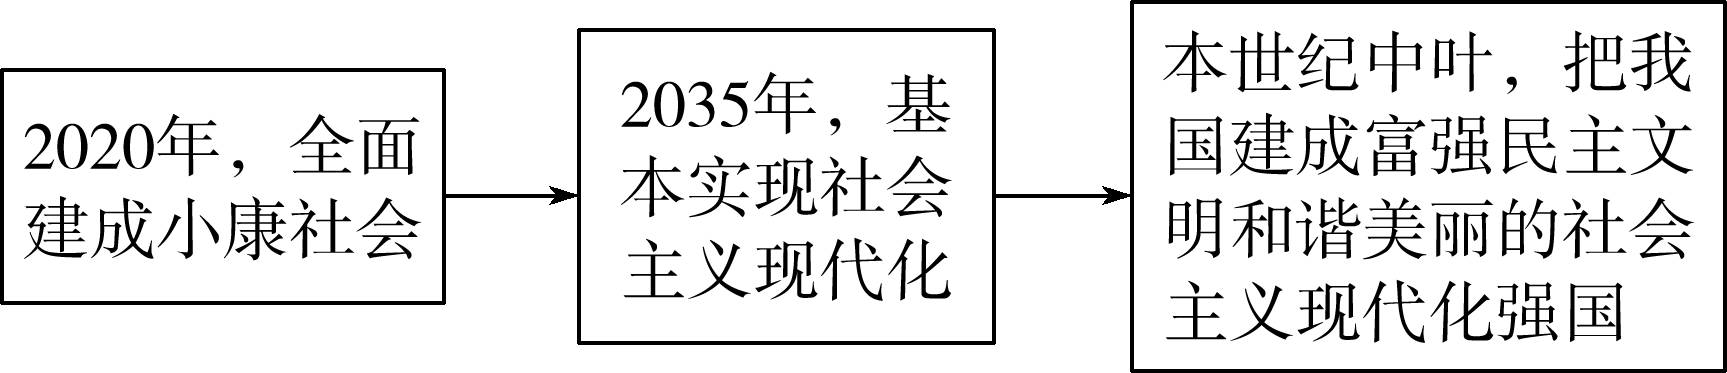 2020年，全面
建成小康社会
2035年，基
本实现社会
主义现代化
本世纪中叶，把我
国建成富强民主文
明和谐美丽的社会
主义现代化强国